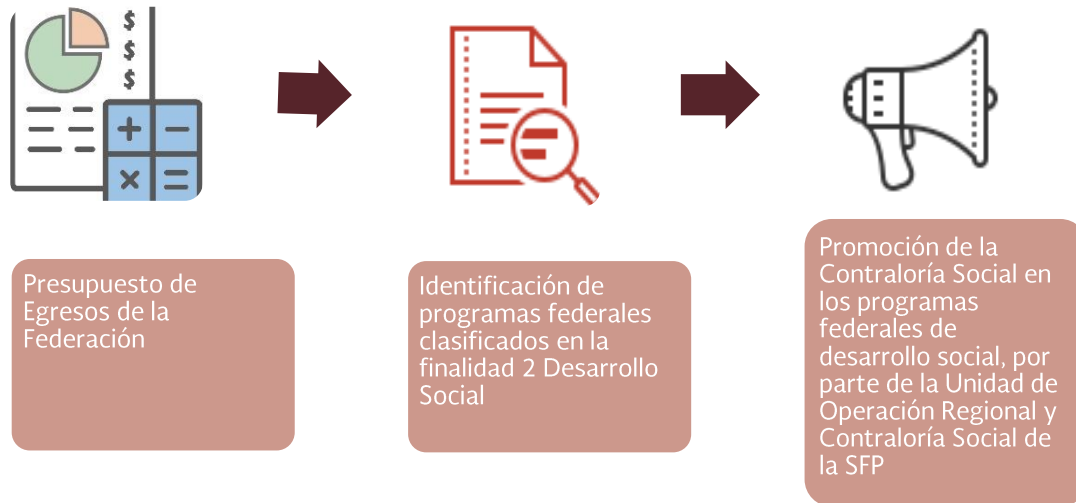 $
$
$
+ −
× =
Presupuesto de
Egresos de la
Federación
Identificación de
programas federales
clasificados en la
finalidad 2 Desarrollo
Social
Promoción de la
Contraloría Social en
los programas
federales de
desarrollo social, por
parte de la Unidad de
Operación Regional y
Contraloría Social de
la SFP